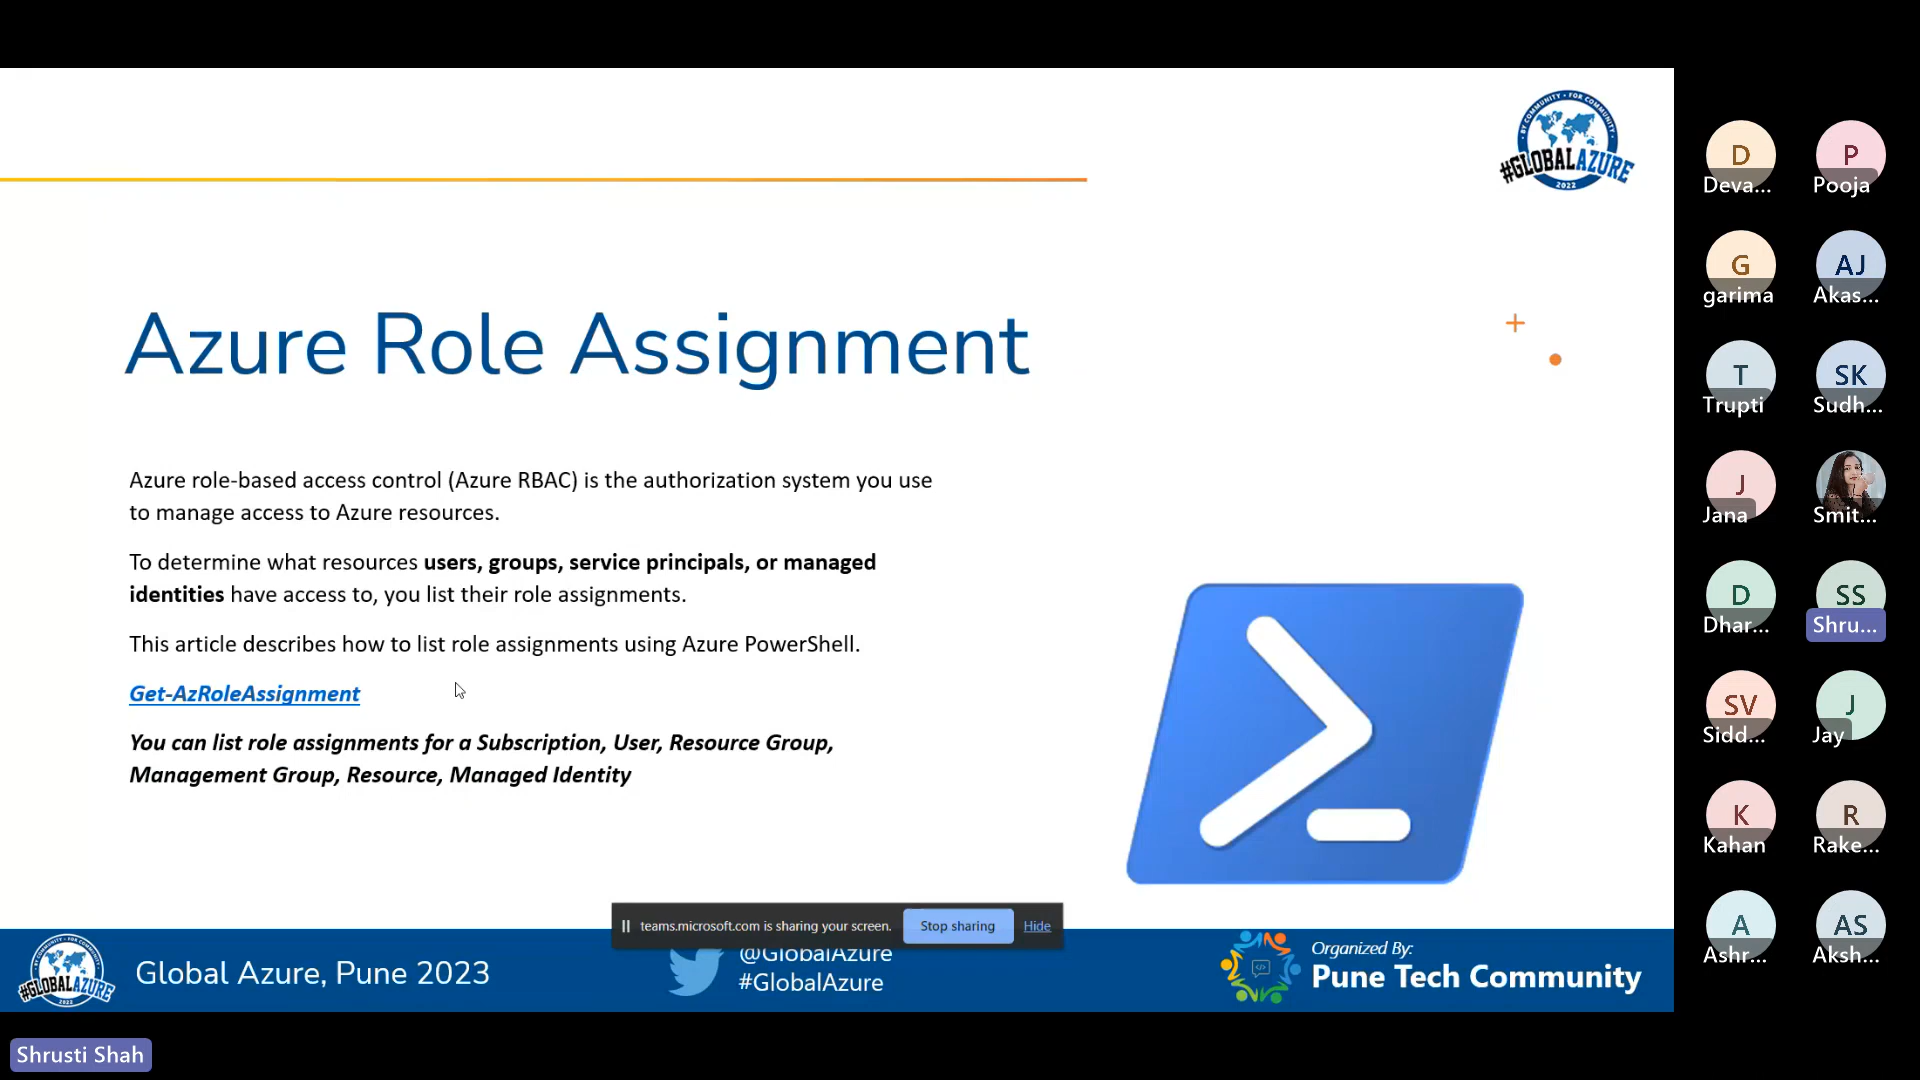 BY COMMUNITY • FOR COMMUNITY
#GLOBALAZURE
2022
Azure Role Assignment
Azure role-based access control (Azure RBAC) is the authorization system you use
to manage access to Azure resources.
To determine what resources users, groups, service principals, or managed
identities have access to, you list their role assignments.
This article describes how to list role assignments using Azure PowerShell.
Get-AzRoleAssignment
You can list role assignments for a Subscription, User, Resource Group,
Management Group, Resource, Managed Identity
teams.microsoft.com is sharing your screen.
Stop sharing
Hide
#GLOBALAZURE
2022
Global Azure, Pune 2023
@GlobalAzure
#GlobalAzure
Organized By:
Pune Tech Community
Shrusti Shah
D
Deva...
P
Pooja
G
garima
AJ
Akas...
T
Trupti
SK
Sudh...
J
Jana
Smit...
D
Dhar...
SS
Shru...
SV
Sidd...
J
Jay
K
Kahan
R
Rake...
A
Ashr...
AS
Aksh...